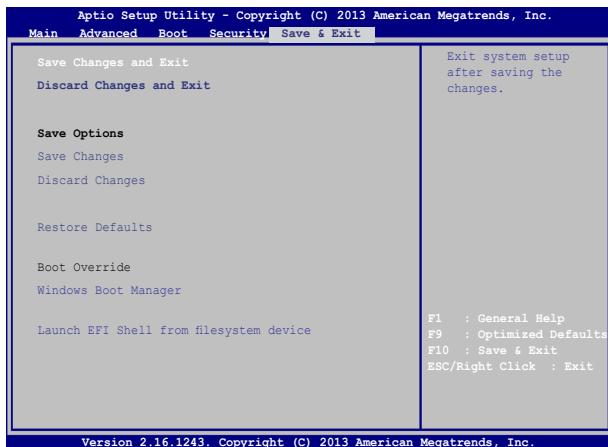 Aptio Setup Utility - Copyright (C) 2013 American Megatrends, Inc.
Main Advanced Boot Security Save & Exit
Save Changes and Exit
Discard Changes and Exit
Save Options
Save Changes
Discard Changes
Restore Defaults
Boot Override
Windows Boot Manager
Launch EFI Shell from filesystem device
Exit system setup
after saving the
changes.
F1 : General Help
F9 : Optimized Defaults
F10 : Save & Exit
ESC/Right Click : Exit
Version 2.16.1243. Copyright (C) 2013 American Megatrends, Inc.